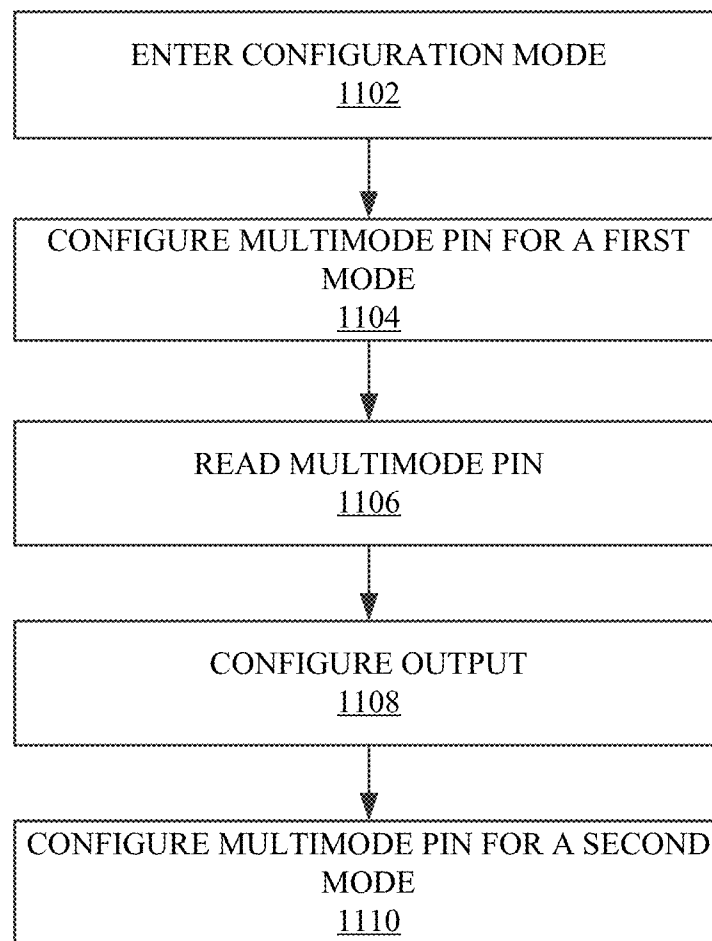 ENTER CONFIGURATION MODE
1102
CONFIGURE MULTIMODE PIN FOR A FIRST
MODE
1104
READ MULTIMODE PIN
1106
CONFIGURE OUTPUT
1108
CONFIGURE MULTIMODE PIN FOR A SECOND
MODE
1110